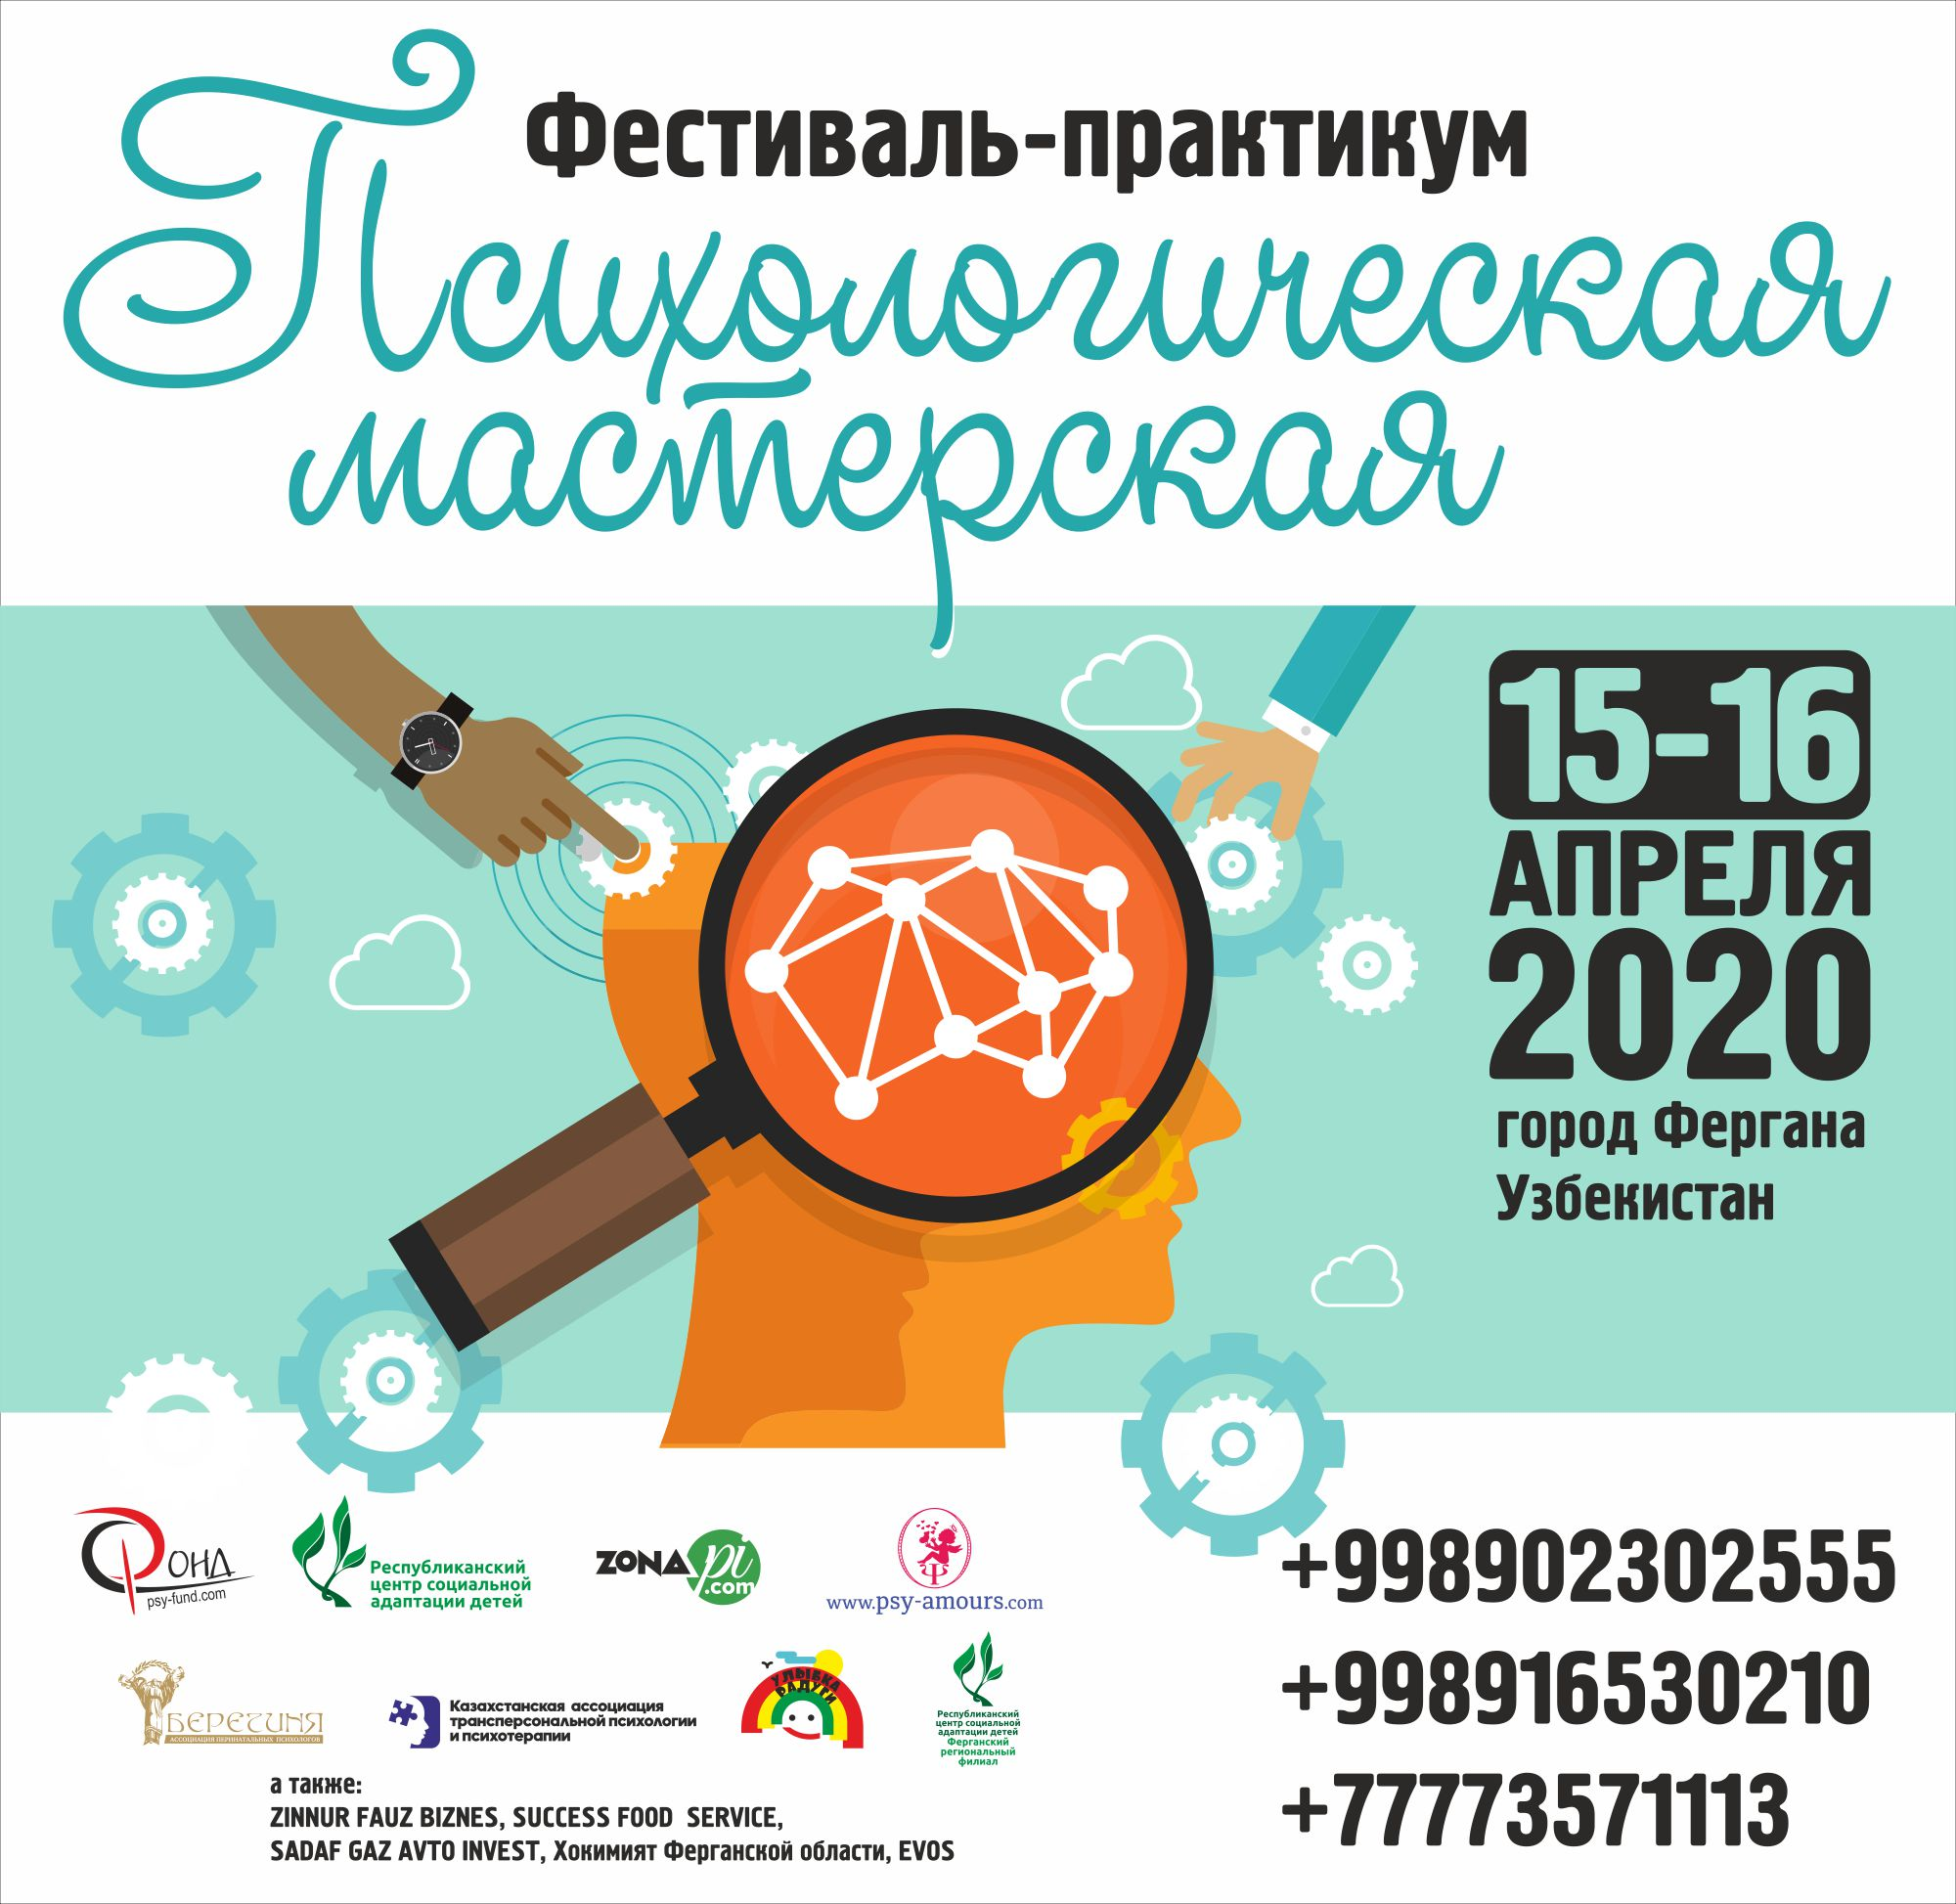 Фестиваль-практикум
Психологическая
мастерская
15-16
АПРЕЛЯ
2020
город Фергана
Узбекистан
Фонд
psy-fund.com
Республиканский
центр социальной
адаптации детей
ZONA pi
.com
www.psy-amours.com
БЕРЕГИНЯ
АССОЦИАЦИЯ ПЕРИНАТАЛЬНЫХ ПСИХОЛОГОВ
Казахстанская ассоциация
трансперсональной психологии
и психотерапии
УЛЫБКА
РАДУГИ
Республиканский
центр социальной
адаптации детей
Ферганский
региональный
филиал
а также:
ZINNUR FAUZ BIZNES, SUCCESS FOOD SERVICE,
SADAF GAZ AVTO INVEST, Хокимият Ферганской области, EVOS
+998902302555
+998916530210
+77773571113